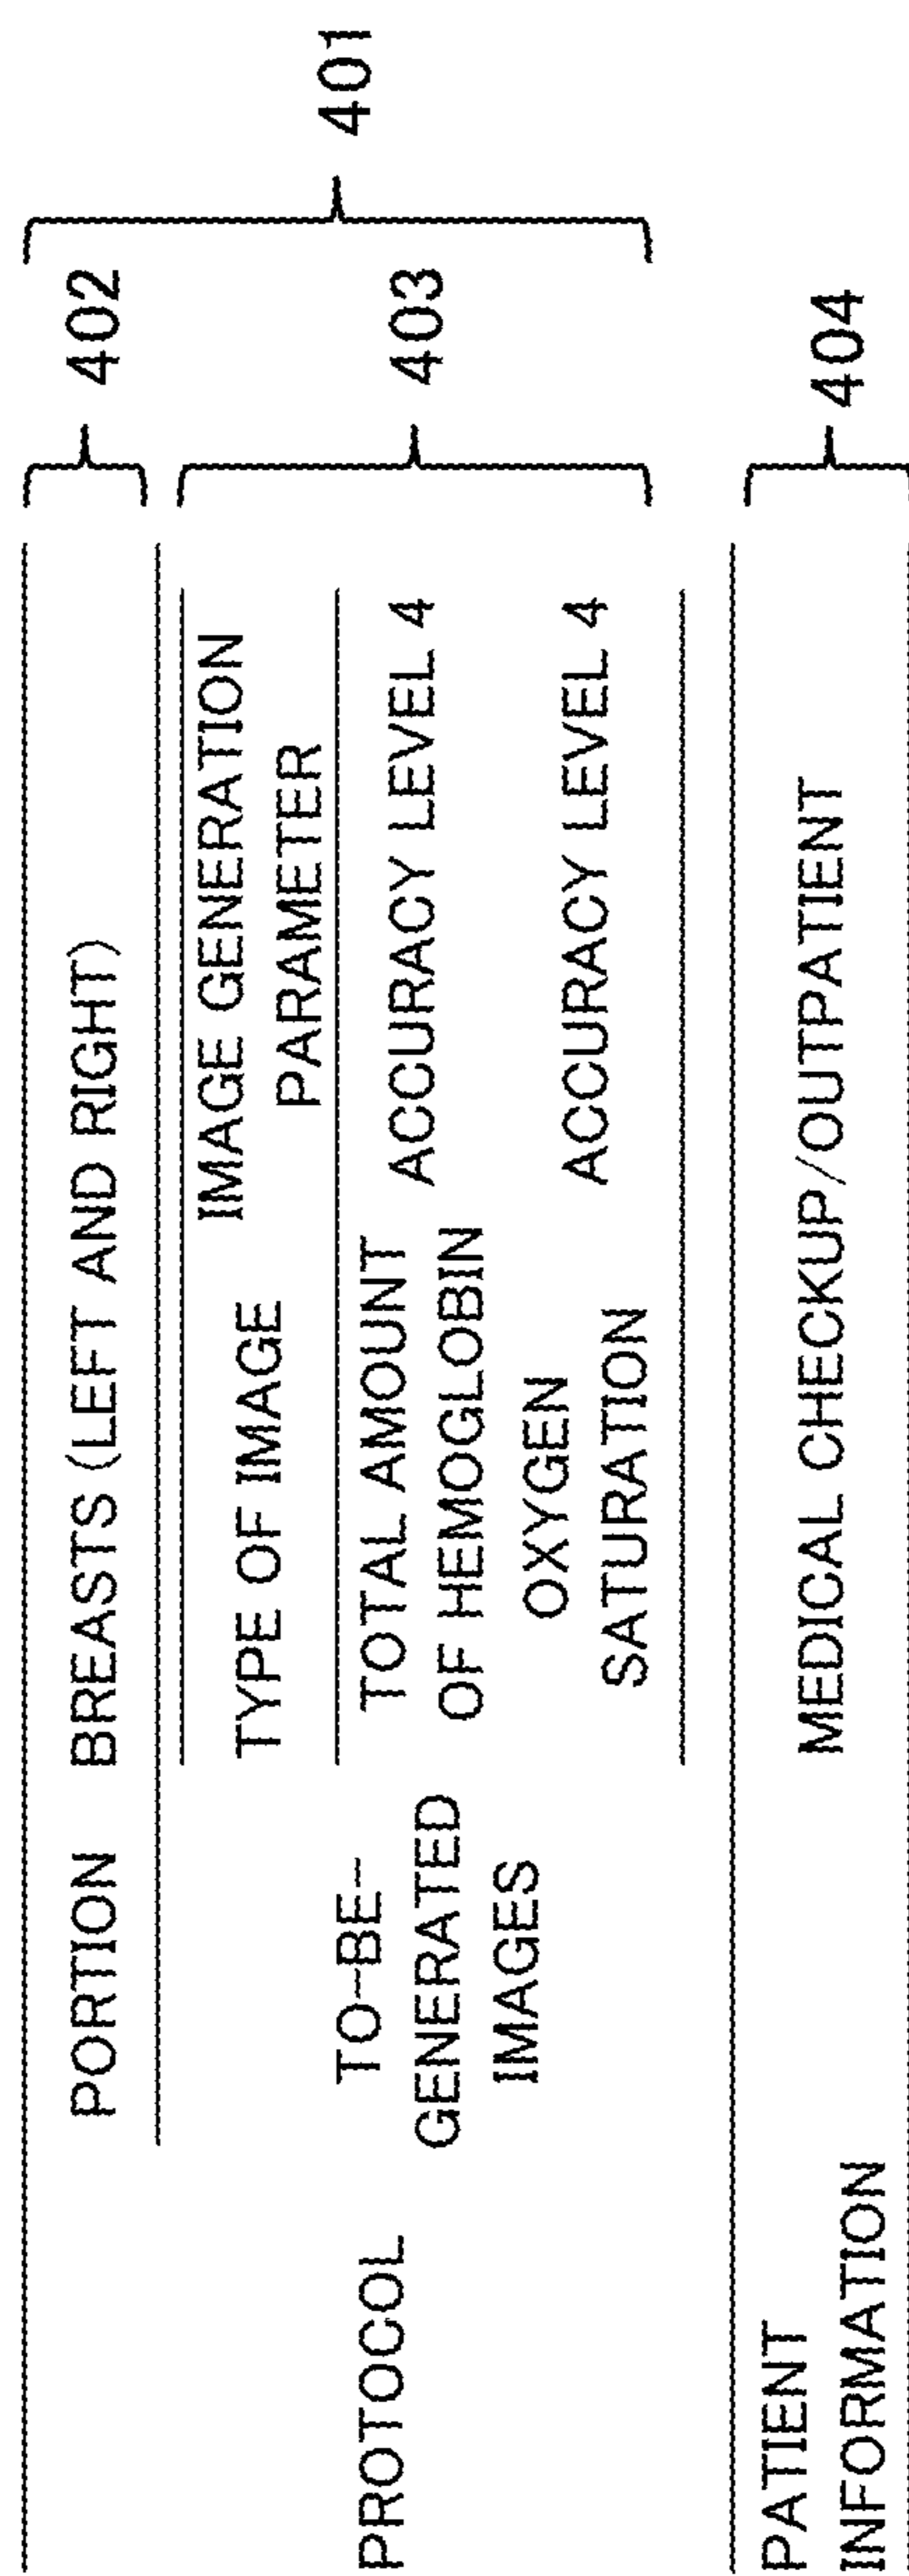 PROTOCOL
PORTION
BREASTS (LEFT AND RIGHT)
402
401
TO-BE-
GENERATED
IMAGES
TYPE OF IMAGE
IMAGE GENERATION
PARAMETER
TOTAL AMOUNT
OF HEMOGLOBIN
ACCURACY LEVEL 4
OXYGEN
SATURATION
ACCURACY LEVEL 4
403
PATIENT
INFORMATION
MEDICAL CHECKUP/OUTPATIENT
404